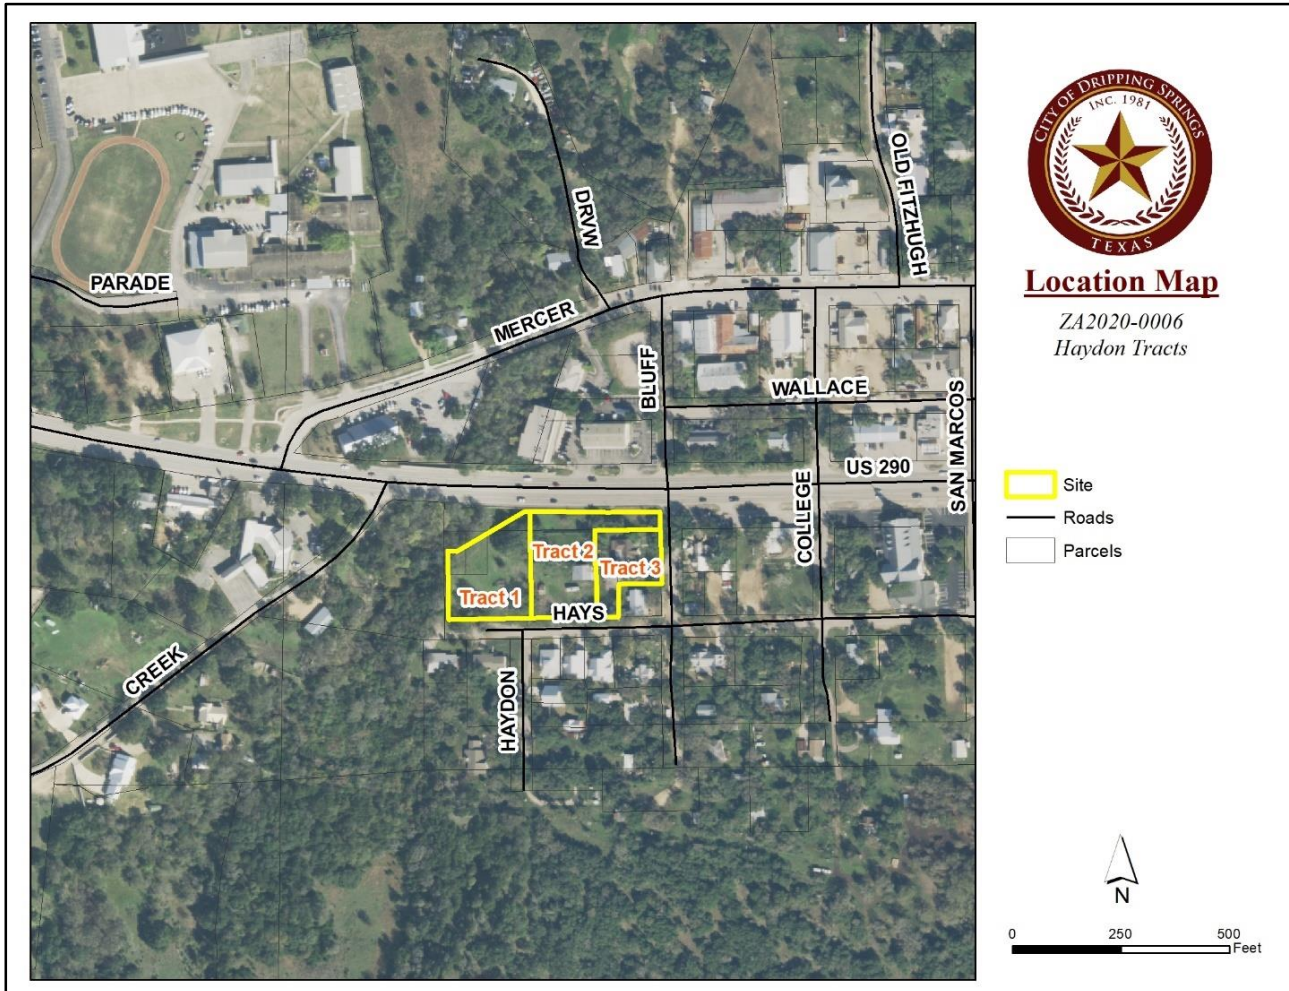 PARADE
DRVW
OLD FITZHUGH
MERCER
BLUFF
WALLACE
SAN MARCOS
US 290
COLLEGE
Tract 2
Tract 3
Tract 1
HAYS
CREEK
HAYDON
CITY OF DRIPPING SPRINGS
INC. 1981
TEXAS
Location Map
ZA2020-0006
Haydon Tracts
Site
Roads
Parcels
N
0 250 500
Feet